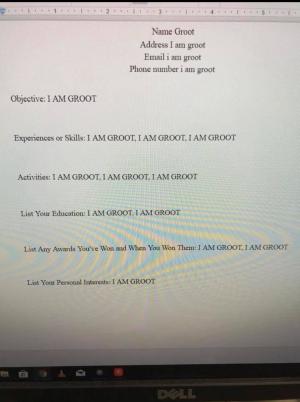 Name Groot
Address I am groot
Email i am groot
Phone number i am groot
Objective: I AM GROOT
Experiences or Skills: I AM GROOT, I AM GROOT, I AM GROOT
Activities: I AM GROOT, I AM GROOT, I AM GROOT
List Your Education: I AM GROOT, I AM GROOT
List Any Awards You've Won and When You Won Them: I AM GROOT, I AM GROOT
List Your Personal Interests: I AM GROOT
DELL